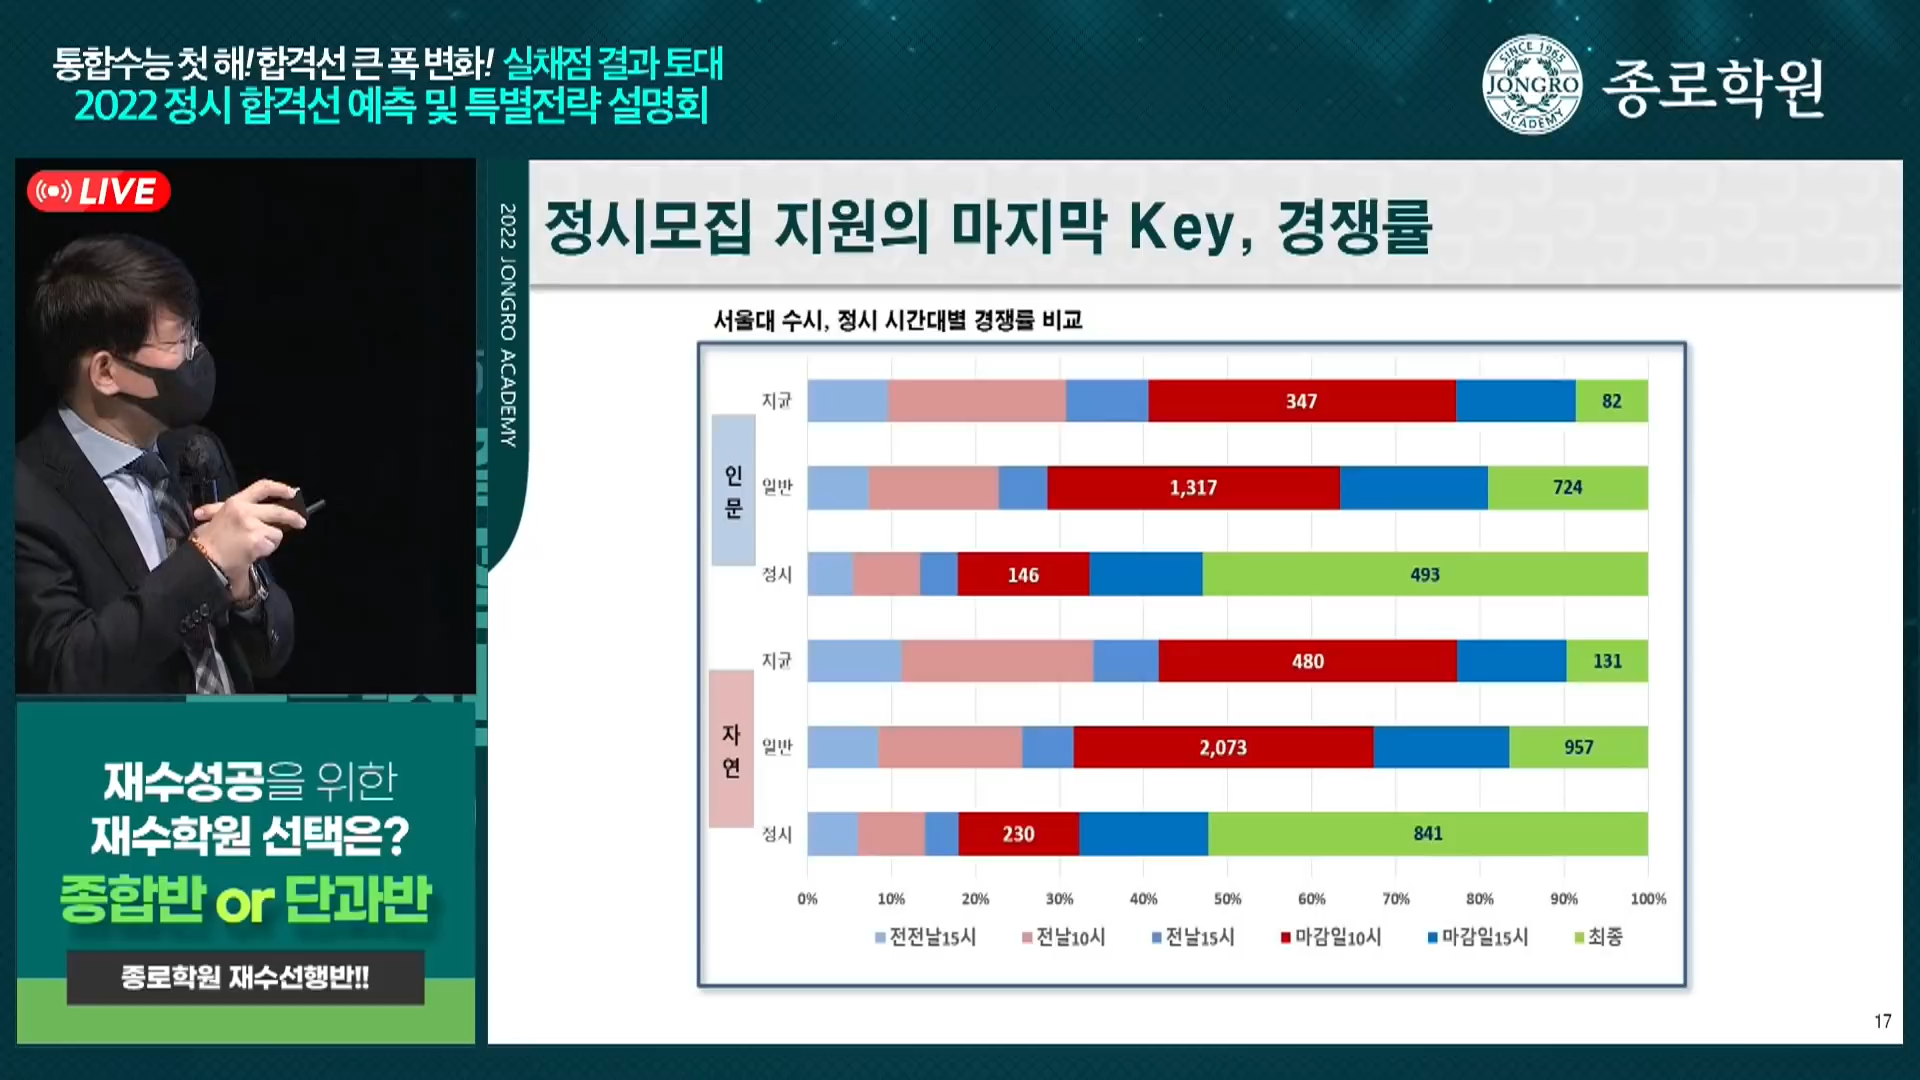 통합수능 첫 해! 합격선 큰 폭 변화! 실채점 결과 토대
2022 정시 합격선 예측 및 특별전략 설명회
SINCE 1965
JONGRO
ACADEMY
종로학원
LIVE
2022 JONGRO ACADEMY
정시모집 지원의 마지막 Key, 경쟁률
서울대 수시, 정시 시간대별 경쟁률 비교
인문
지균 347 82
일반 1,317 724
정시 146 493
자연
지균 480 131
일반 2,073 957
정시 230 841
0% 10% 20% 30% 40% 50% 60% 70% 80% 90% 100%
전전날15시 전날10시 전날15시 마감일10시 마감일15시 최종
17
재수성공을 위한
재수학원 선택은?
종합반 or 단과반
종로학원 재수선행반!!